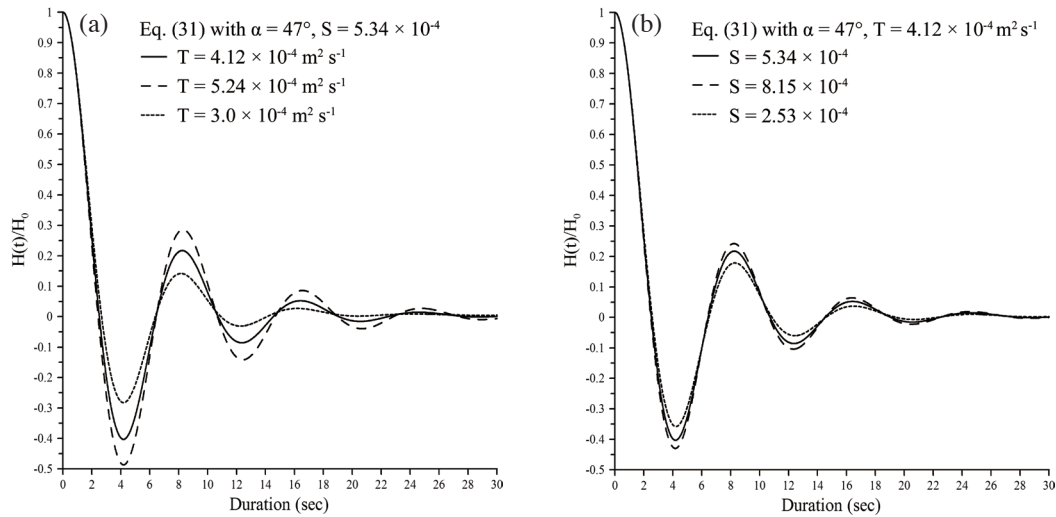 (a)
Eq. (31) with α = 47°, S = 5.34 × 10⁻⁴
T = 4.12 × 10⁻⁴ m² s⁻¹
T = 5.24 × 10⁻⁴ m² s⁻¹
T = 3.0 × 10⁻⁴ m² s⁻¹
H(t)/H₀
1
0.9
0.8
0.7
0.6
0.5
0.4
0.3
0.2
0.1
0
-0.1
-0.2
-0.3
-0.4
-0.5
0 2 4 6 8 10 12 14 16 18 20 22 24 26 28 30
Duration (sec)
(b)
Eq. (31) with α = 47°, T = 4.12 × 10⁻⁴ m² s⁻¹
S = 5.34 × 10⁻⁴
S = 8.15 × 10⁻⁴
S = 2.53 × 10⁻⁴
H(t)/H₀
1
0.9
0.8
0.7
0.6
0.5
0.4
0.3
0.2
0.1
0
-0.1
-0.2
-0.3
-0.4
-0.5
0 2 4 6 8 10 12 14 16 18 20 22 24 26 28 30
Duration (sec)